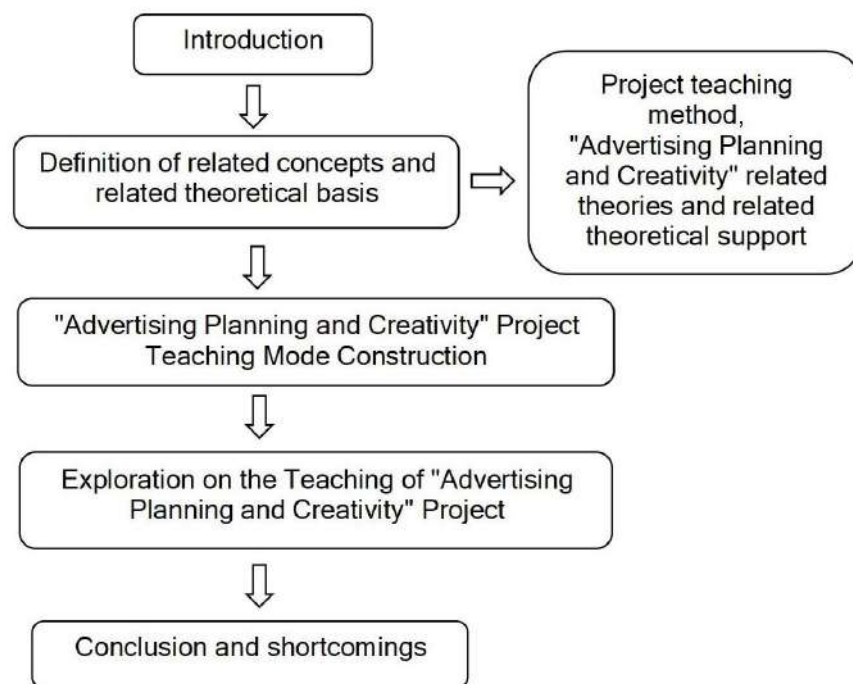 Introduction
Definition of related concepts and
related theoretical basis
Project teaching
method,
"Advertising Planning
and Creativity" related
theories and related
theoretical support
"Advertising Planning and Creativity" Project
Teaching Mode Construction
Exploration on the Teaching of "Advertising
Planning and Creativity" Project
Conclusion and shortcomings